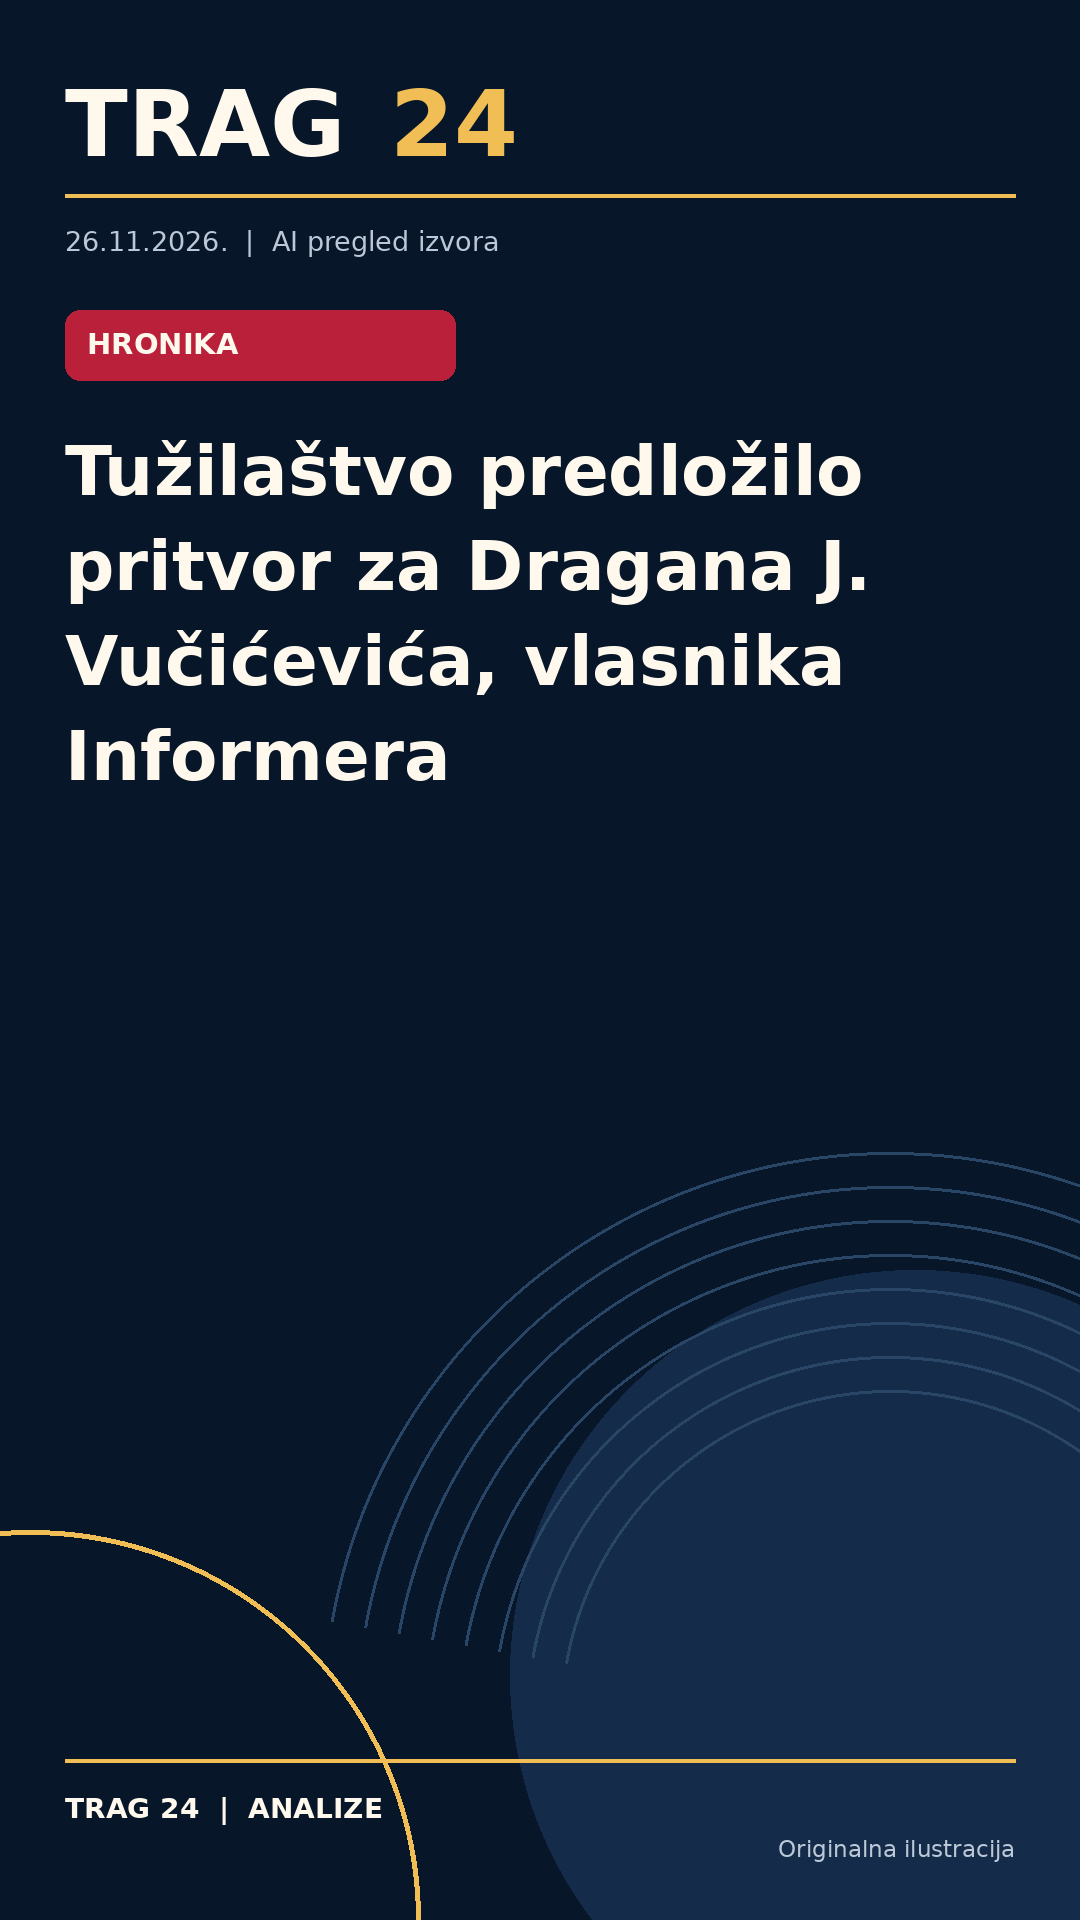 TRAG 24
26.11.2026. | AI pregled izvora
HRONIKA
Tužilaštvo predložilo
pritvor za Dragana J.
Vučićevića, vlasnika
Informera
TRAG 24 | ANALIZE
Originalna ilustracija